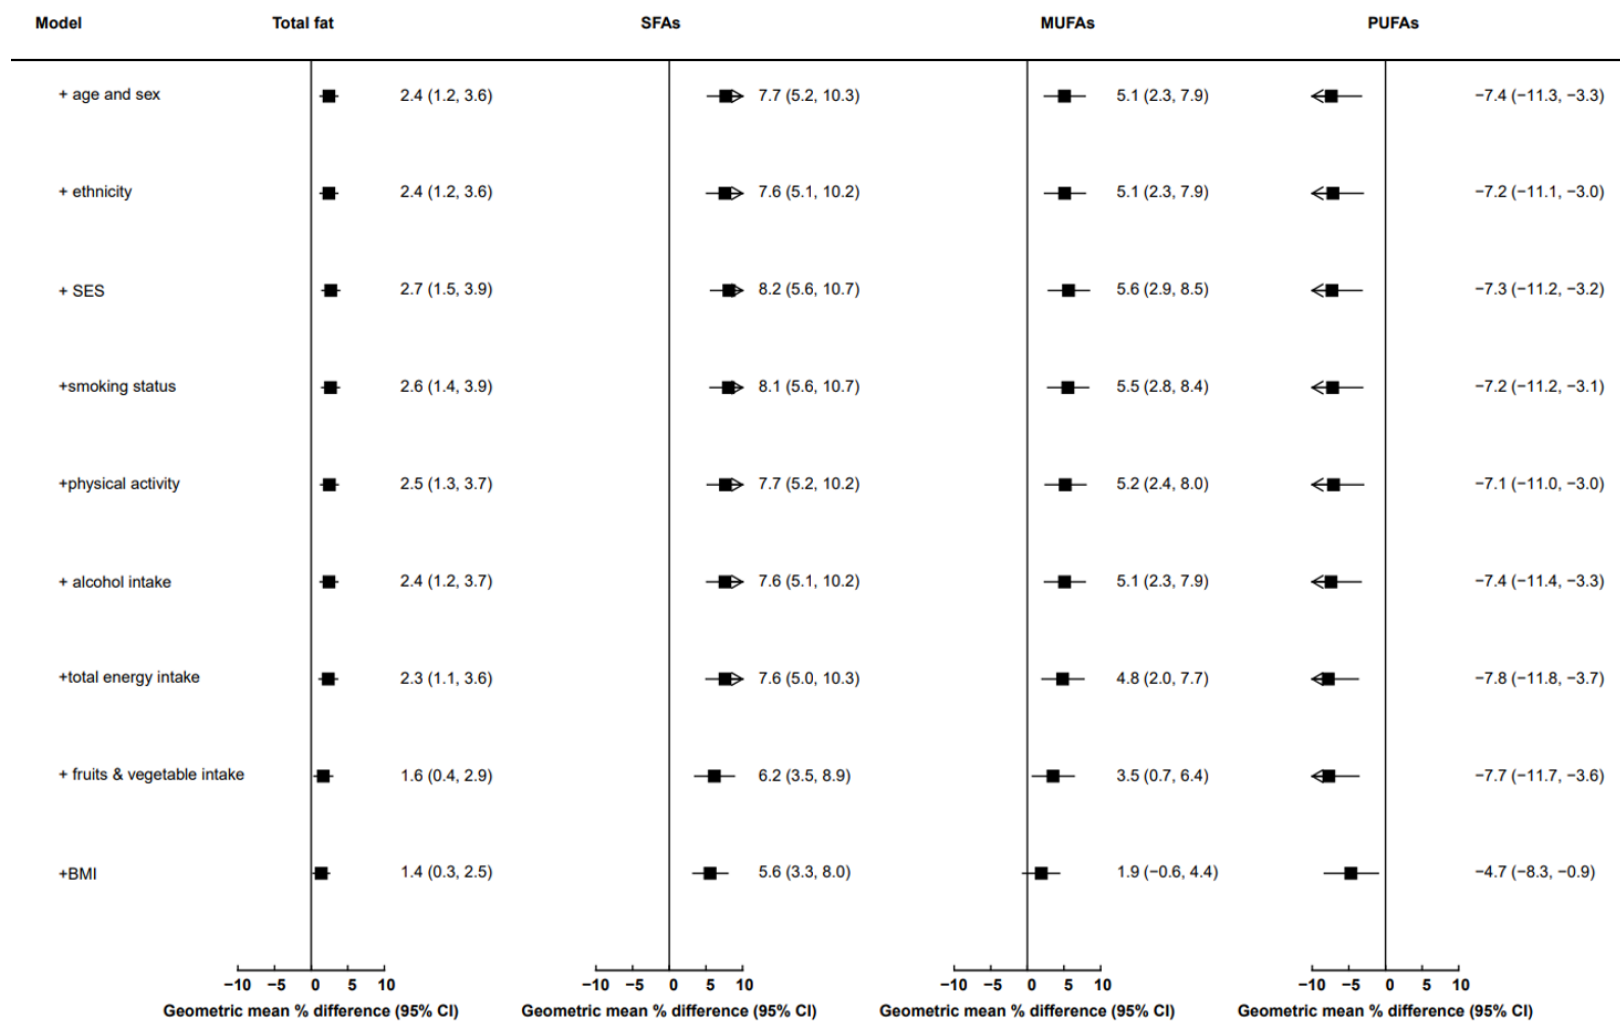 Model Total fat SFAs MUFAs PUFAs
+ age and sex 2.4 (1.2, 3.6) 7.7 (5.2, 10.3) 5.1 (2.3, 7.9) −7.4 (−11.3, −3.3)
+ ethnicity 2.4 (1.2, 3.6) 7.6 (5.1, 10.2) 5.1 (2.3, 7.9) −7.2 (−11.1, −3.0)
+ SES 2.7 (1.5, 3.9) 8.2 (5.6, 10.7) 5.6 (2.9, 8.5) −7.3 (−11.2, −3.2)
+smoking status 2.6 (1.4, 3.9) 8.1 (5.6, 10.7) 5.5 (2.8, 8.4) −7.2 (−11.2, −3.1)
+physical activity 2.5 (1.3, 3.7) 7.7 (5.2, 10.2) 5.2 (2.4, 8.0) −7.1 (−11.0, −3.0)
+ alcohol intake 2.4 (1.2, 3.7) 7.6 (5.1, 10.2) 5.1 (2.3, 7.9) −7.4 (−11.4, −3.3)
+total energy intake 2.3 (1.1, 3.6) 7.6 (5.0, 10.3) 4.8 (2.0, 7.7) −7.8 (−11.8, −3.7)
+ fruits & vegetable intake 1.6 (0.4, 2.9) 6.2 (3.5, 8.9) 3.5 (0.7, 6.4) −7.7 (−11.7, −3.6)
+BMI 1.4 (0.3, 2.5) 5.6 (3.3, 8.0) 1.9 (−0.6, 4.4) −4.7 (−8.3, −0.9)
−10 −5 0 5 10 −10 −5 0 5 10 −10 −5 0 5 10 −10 −5 0 5 10
Geometric mean % difference (95% CI) Geometric mean % difference (95% CI) Geometric mean % difference (95% CI) Geometric mean % difference (95% CI)